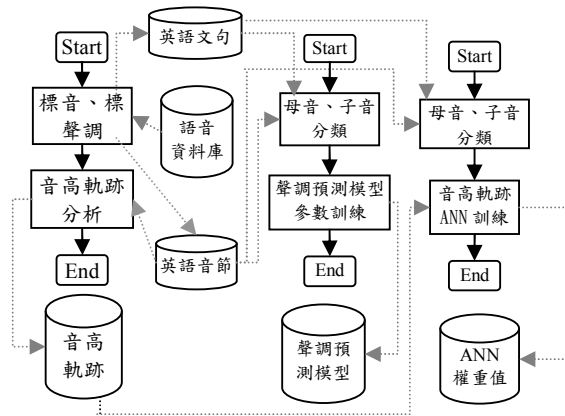 Start
標音、標
聲調
音高軌跡
分析
End
音高
軌跡
英語文句
語音
資料庫
英語音節
Start
母音、子音
分類
聲調預測模型
參數訓練
End
聲調預
測模型
Start
母音、子音
分類
音高軌跡
ANN 訓練
End
ANN
權重值